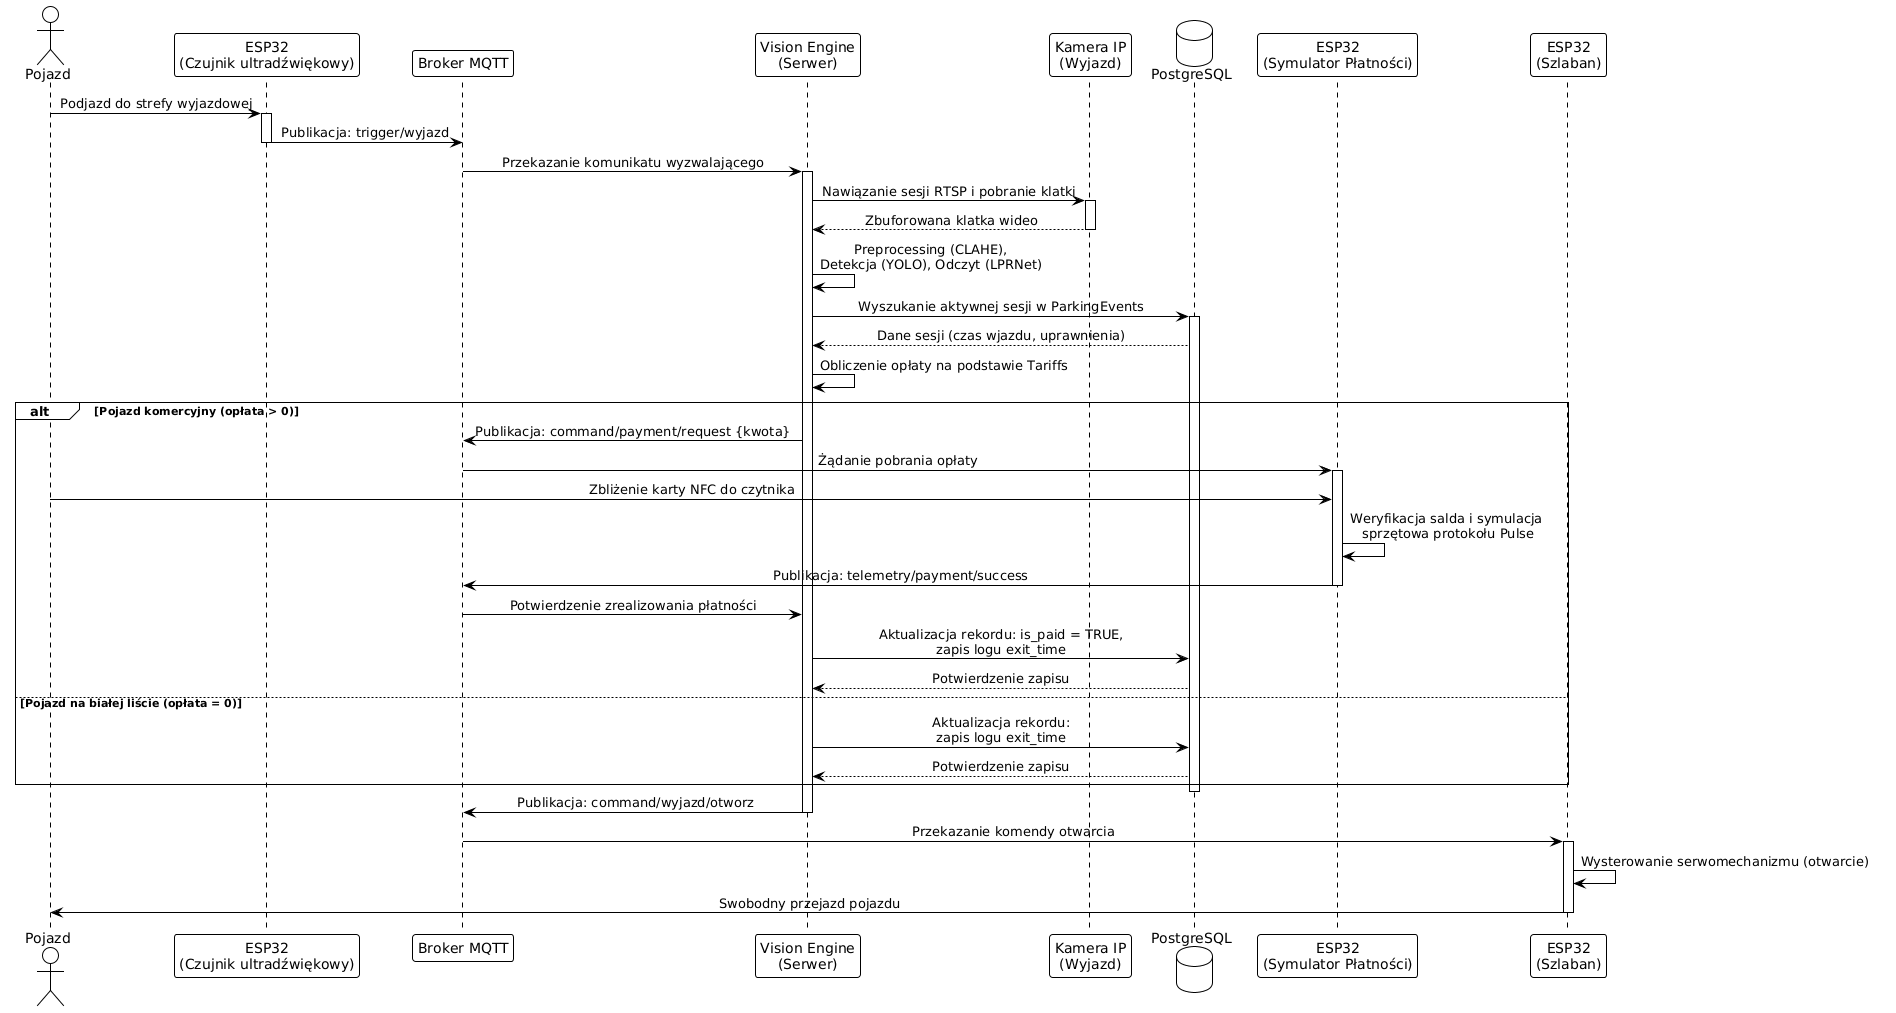 Pojazd
ESP32
(Czujnik ultradźwiękowy)
Broker MQTT
Vision Engine
(Serwer)
Kamera IP
(Wyjazd)
PostgreSQL
ESP32
(Symulator Płatności)
ESP32
(Szlaban)
Podjazd do strefy wyjazdowej
Publikacja: trigger/wyjazd
Przekazanie komunikatu wyzwalającego
Nawiązanie sesji RTSP i pobranie klatki
Zbuforowana klatka wideo
Preprocessing (CLAHE),
Detekcja (YOLO), Odczyt (LPRNet)
Wyszukanie aktywnej sesji w ParkingEvents
Dane sesji (czas wjazdu, uprawnienia)
Obliczenie opłaty na podstawie Tariffs
alt [Pojazd komercyjny (opłata > 0)]
Publikacja: command/payment/request {kwota}
Żądanie pobrania opłaty
Zbliżenie karty NFC do czytnika
Weryfikacja salda i symulacja
sprzętowa protokołu Pulse
Publikacja: telemetry/payment/success
Potwierdzenie zrealizowania płatności
Aktualizacja rekordu: is_paid = TRUE,
zapis logu exit_time
Potwierdzenie zapisu
[Pojazd na białej liście (opłata = 0)]
Aktualizacja rekordu:
zapis logu exit_time
Potwierdzenie zapisu
Publikacja: command/wyjazd/otworz
Przekazanie komendy otwarcia
Wysterowanie serwomechanizmu (otwarcie)
Swobodny przejazd pojazdu
Pojazd
ESP32
(Czujnik ultradźwiękowy)
Broker MQTT
Vision Engine
(Serwer)
Kamera IP
(Wyjazd)
PostgreSQL
ESP32
(Symulator Płatności)
ESP32
(Szlaban)